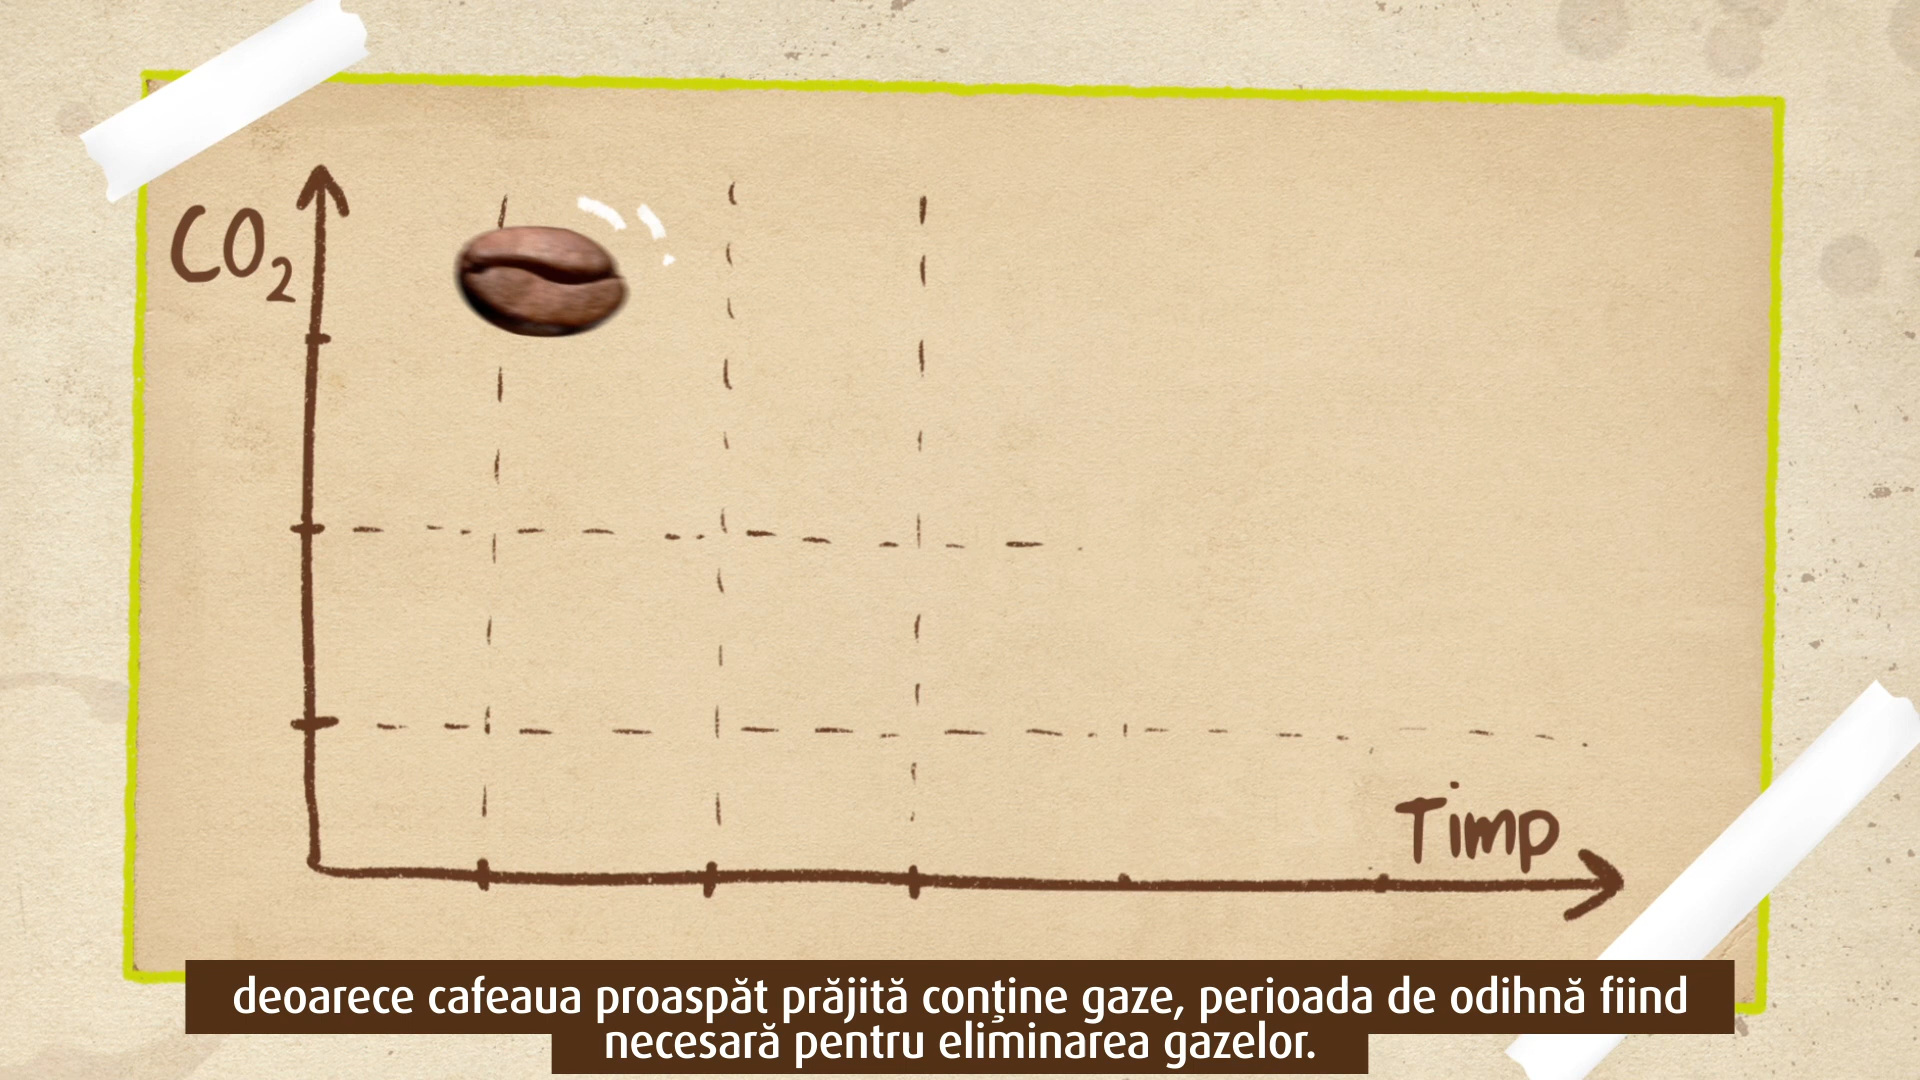 CO₂
Timp
deoarece cafeaua proaspăt prăjită conține gaze, perioada de odihnă fiind
necesară pentru eliminarea gazelor.